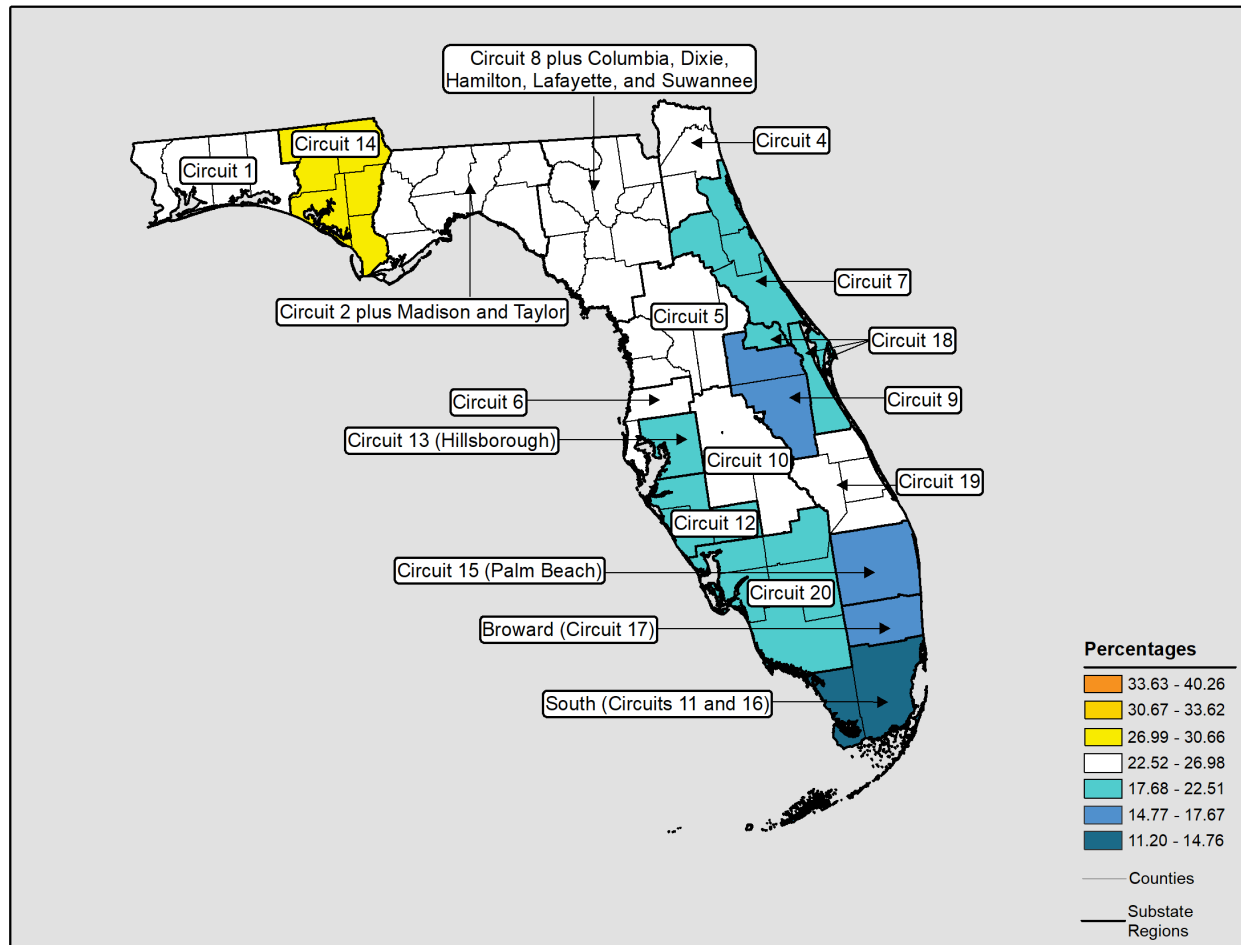 Circuit 8 plus Columbia, Dixie,
Hamilton, Lafayette, and Suwannee
Circuit 14
Circuit 4
Circuit 1
Circuit 7
Circuit 2 plus Madison and Taylor
Circuit 5
Circuit 18
Circuit 6
Circuit 9
Circuit 13 (Hillsborough)
Circuit 10
Circuit 19
Circuit 12
Circuit 15 (Palm Beach)
Circuit 20
Broward (Circuit 17)
South (Circuits 11 and 16)
Percentages
33.63 - 40.26
30.67 - 33.62
26.99 - 30.66
22.52 - 26.98
17.68 - 22.51
14.77 - 17.67
11.20 - 14.76
Counties
Substate
Regions